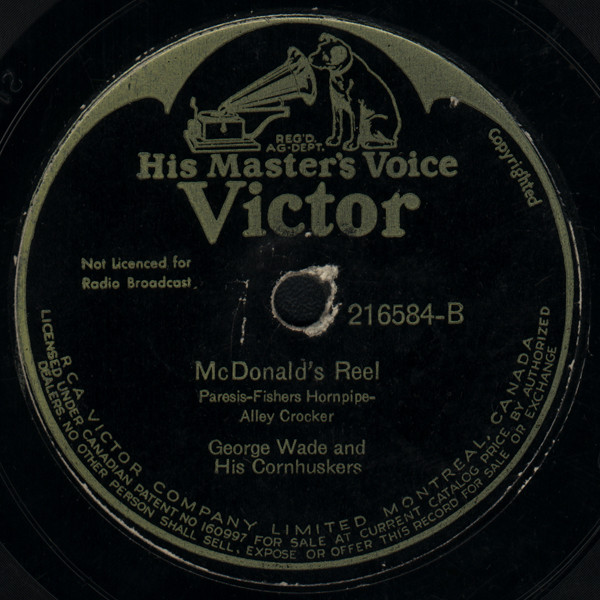 REG'D.
AG-DEPT.
His Master's Voice
Victor
Copyrighted
Not Licenced for
Radio Broadcast
216584-B
McDonald's Reel
Paresis-Fishers Hornpipe-
Alley Crocker
George Wade and
His Cornhuskers
RCA VICTOR COMPANY LIMITED MONTREAL, CANADA
LICENSED UNDER CANADIAN PATENT NO 160997 FOR SALE AT CURRENT CATALOG PRICE BY AUTHORIZED
DEALERS. NO OTHER PERSON SHALL SELL, EXPOSE OR OFFER THIS RECORD FOR SALE OR EXCHANGE